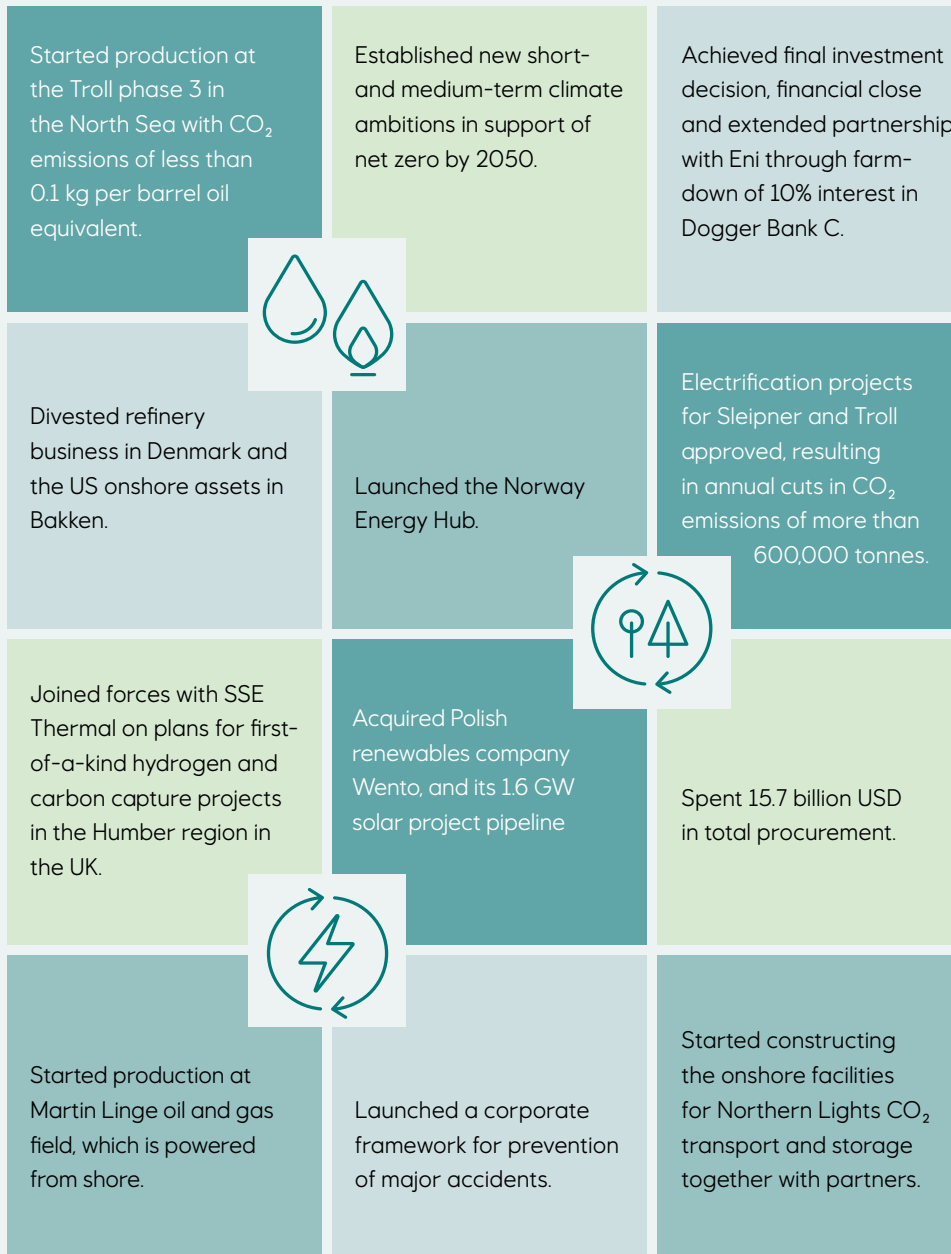 Started production at
the Troll phase 3 in
the North Sea with CO₂
emissions of less than
0.1 kg per barrel oil
equivalent.
Established new short-
and medium-term climate
ambitions in support of
net zero by 2050.
Achieved final investment
decision, financial close
and extended partnership
with Eni through farm-
down of 10% interest in
Dogger Bank C.
Divested refinery
business in Denmark and
the US onshore assets in
Bakken.
Launched the Norway
Energy Hub.
Electrification projects
for Sleipner and Troll
approved, resulting
in annual cuts in CO₂
emissions of more than
600,000 tonnes.
Joined forces with SSE
Thermal on plans for first-
of-a-kind hydrogen and
carbon capture projects
in the Humber region in
the UK.
Acquired Polish
renewables company
Wento, and its 1.6 GW
solar project pipeline
Spent 15.7 billion USD
in total procurement.
Started production at
Martin Linge oil and gas
field, which is powered
from shore.
Launched a corporate
framework for prevention
of major accidents.
Started constructing
the onshore facilities
for Northern Lights CO₂
transport and storage
together with partners.